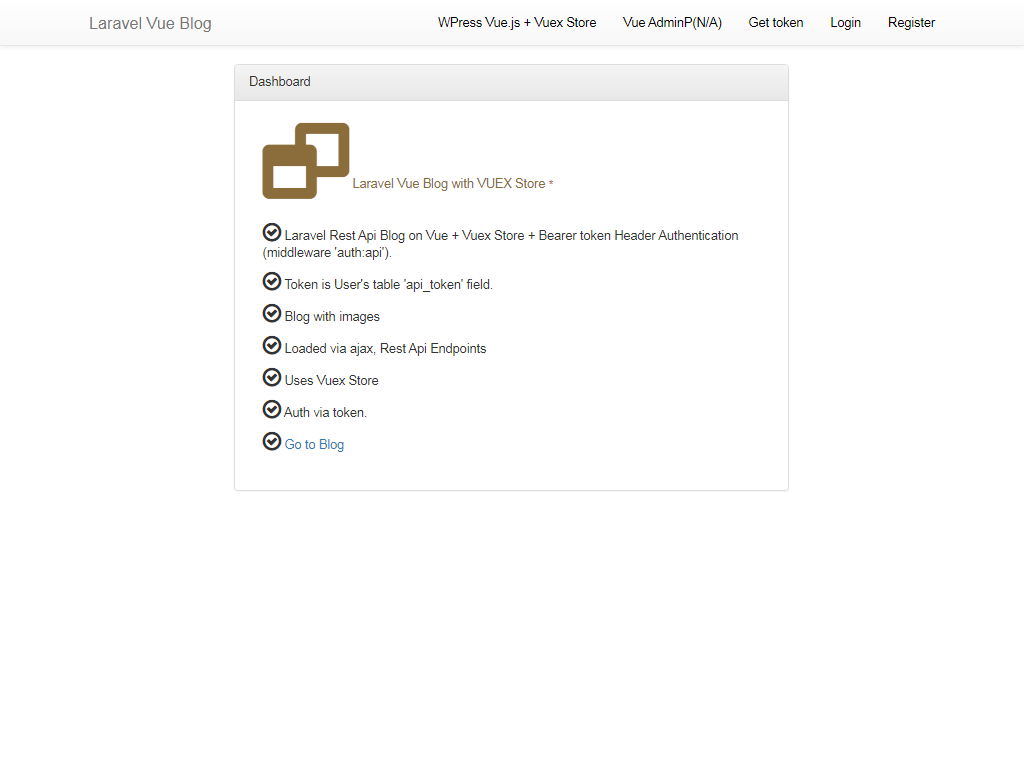 Laravel Vue Blog
WPress Vue.js + Vuex Store
Vue AdminP(N/A)
Get token
Login
Register
Dashboard
Laravel Vue Blog with VUEX Store *
Laravel Rest Api Blog on Vue + Vuex Store + Bearer token Header Authentication
(middleware 'auth:api').
Token is User's table 'api_token' field.
Blog with images
Loaded via ajax, Rest Api Endpoints
Uses Vuex Store
Auth via token.
Go to Blog